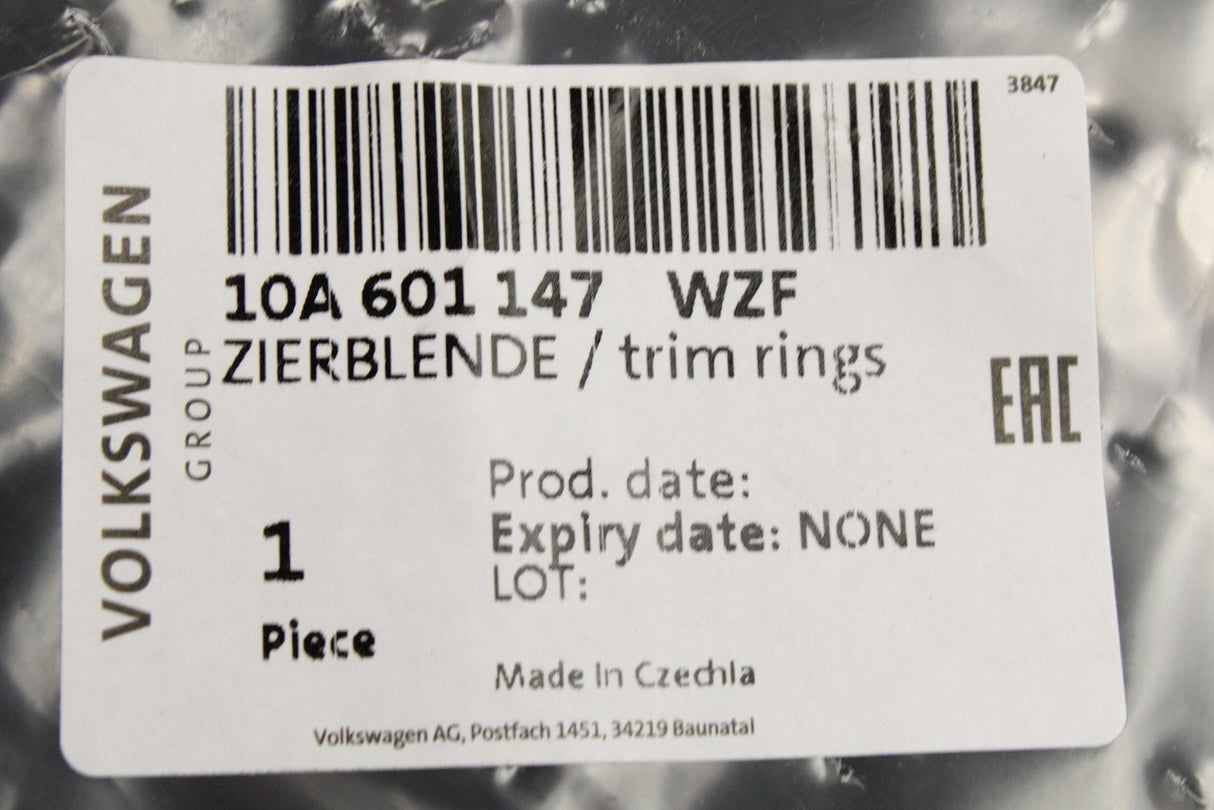 3847
VOLKSWAGEN
GROUP
10A 601 147 WZF
ZIERBLENDE / trim rings
EAC
Prod. date:
Expiry date: NONE
LOT:
1
Piece
Made In Czechia
Volkswagen AG, Postfach 1451, 34219 Baunatal